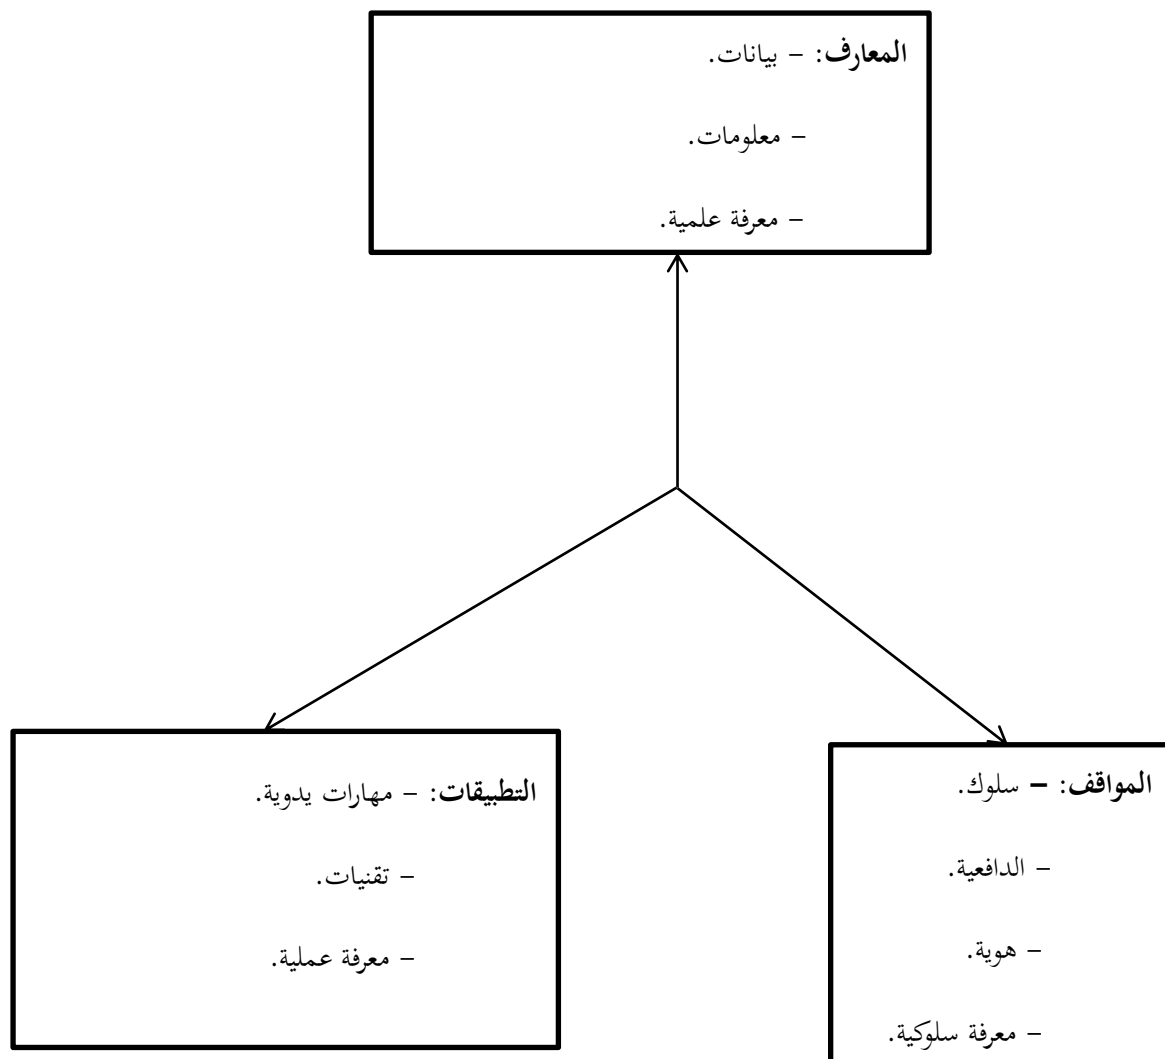 المعارف: – بيانات.
– معلومات.
– معرفة علمية.
المواقف: – سلوك.
– الدافعية.
– هوية.
– معرفة سلوكية.
التطبيقات: – مهارات يدوية.
– تقنيات.
– معرفة عملية.